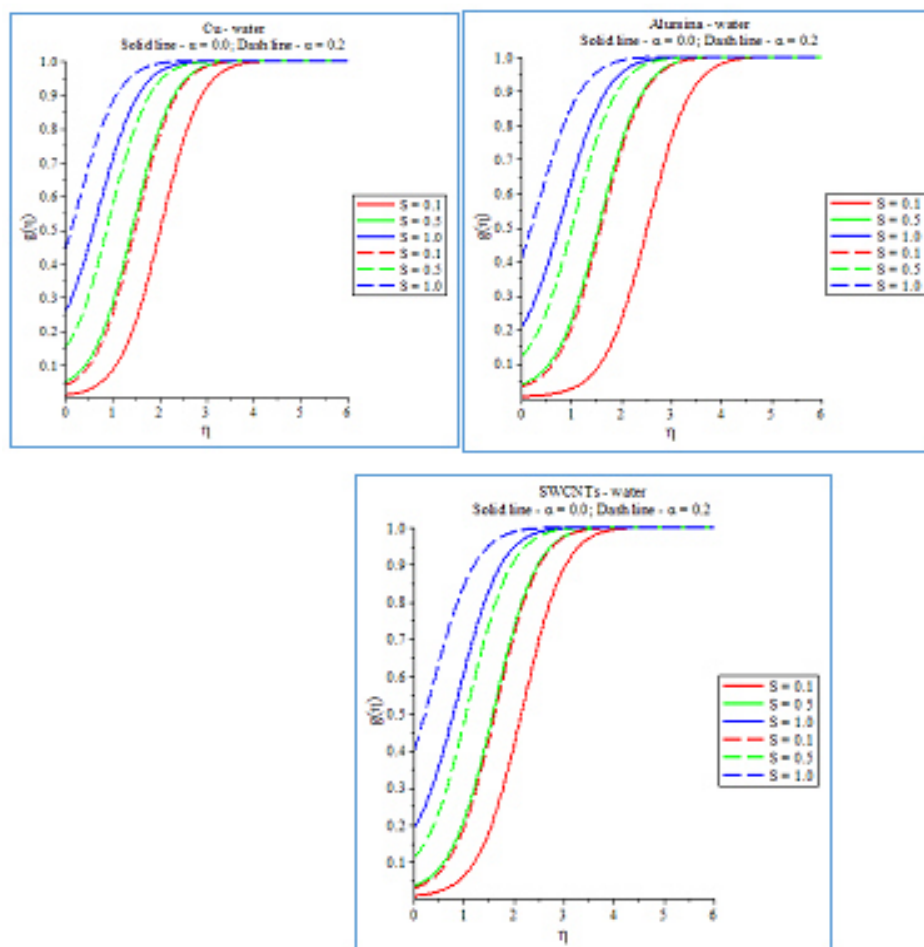 Cu - water
Solid line - α = 0.0; Dash line - α = 0.2
1.0
0.9
0.8
0.7
0.6
g(η) 0.5
0.4
0.3
0.2
0.1
S = 0.1
S = 0.5
S = 1.0
S = 0.1
S = 0.5
S = 1.0
0 1 2 3 4 5 6
η
Alumina - water
Solid line - α = 0.0; Dash line - α = 0.2
1.0
0.9
0.8
0.7
0.6
g(η) 0.5
0.4
0.3
0.2
0.1
S = 0.1
S = 0.5
S = 1.0
S = 0.1
S = 0.5
S = 1.0
0 1 2 3 4 5 6
η
SWCNTs - water
Solid line - α = 0.0; Dash line - α = 0.2
1.0
0.9
0.8
0.7
0.6
g(η) 0.5
0.4
0.3
0.2
0.1
S = 0.1
S = 0.5
S = 1.0
S = 0.1
S = 0.5
S = 1.0
0 1 2 3 4 5 6
η